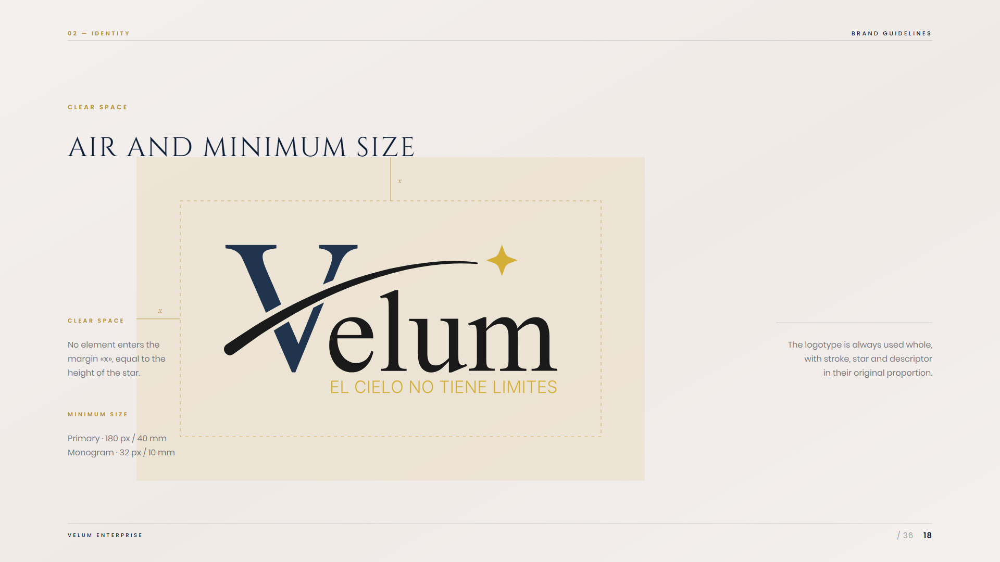 02 — IDENTITY
BRAND GUIDELINES
CLEAR SPACE
AIR AND MINIMUM SIZE
x
x
Velum
EL CIELO NO TIENE LIMITES
CLEAR SPACE
No element enters the
margin «x», equal to the
height of the star.
MINIMUM SIZE
Primary · 180 px / 40 mm
Monogram · 32 px / 10 mm
The logotype is always used whole,
with stroke, star and descriptor
in their original proportion.
VELUM ENTERPRISE
/ 36 18